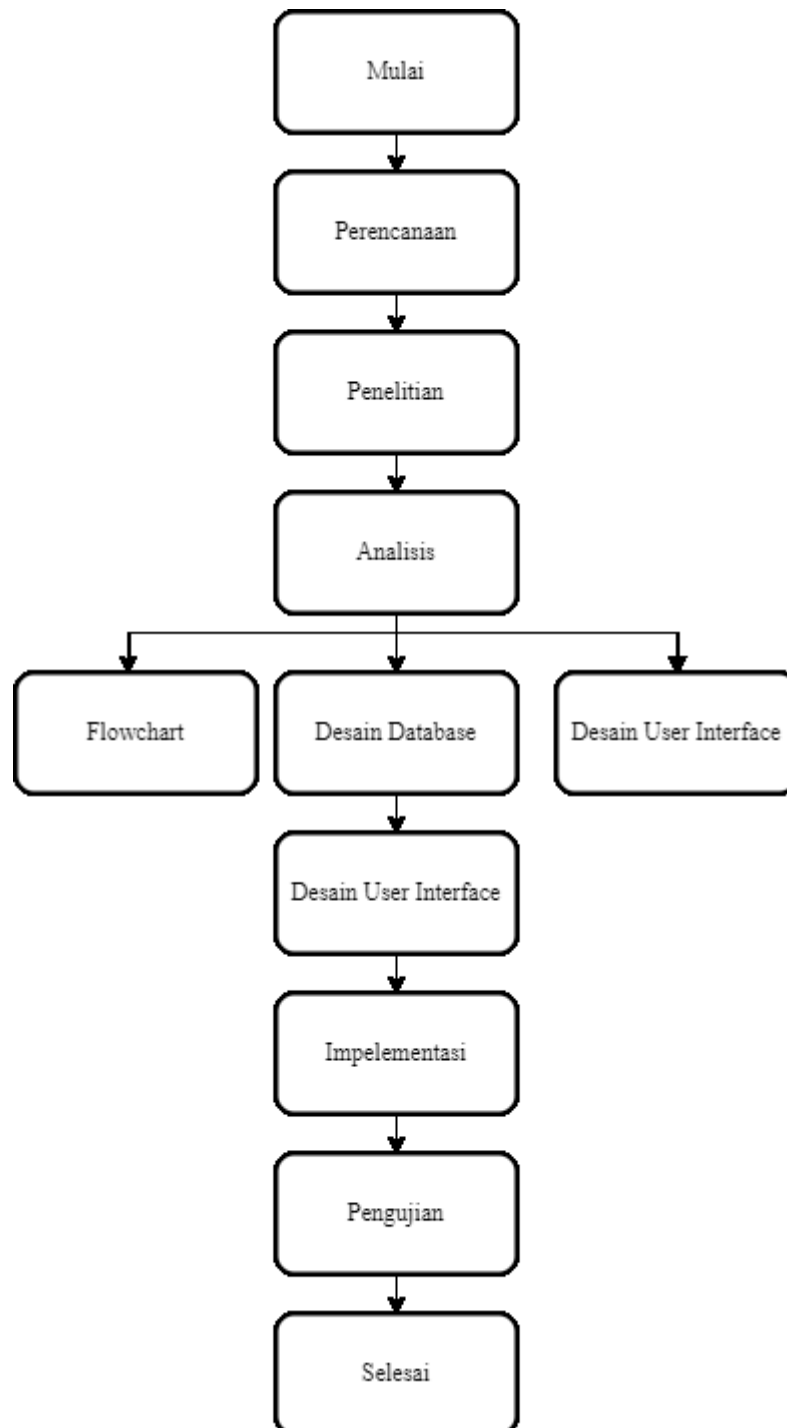 Mulai
Perencanaan
Penelitian
Analisis
Flowchart
Desain Database
Desain User Interface
Desain User Interface
Impelementasi
Pengujian
Selesai